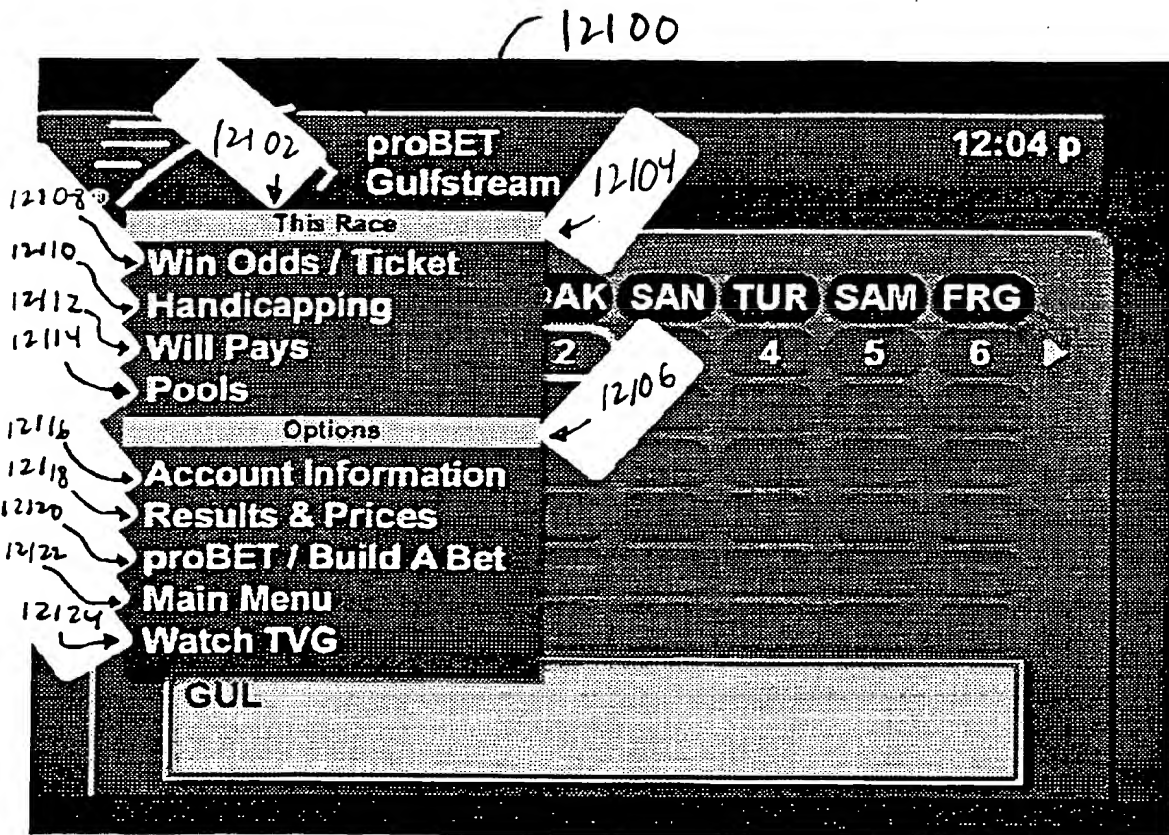 12100
12102
proBET
12:04 p
Gulfstream
12104
12108
This Race
12110
Win Odds / Ticket
12112
Handicapping
AK SAN TUR SAM FRG
12114
Will Pays
2 4 5 6
Pools
12106
Options
12116
Account Information
12118
Results & Prices
12120
proBET / Build A Bet
12122
Main Menu
12124
Watch TVG
GUL